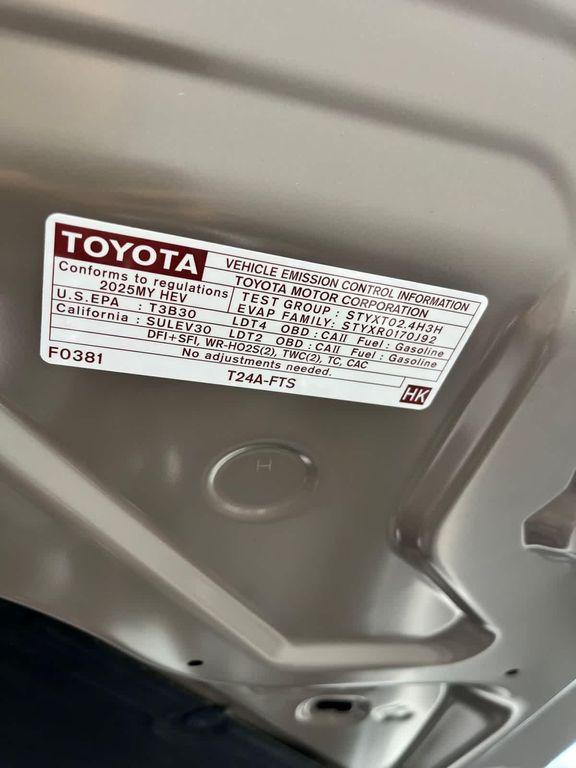 TOYOTA
VEHICLE EMISSION CONTROL INFORMATION
Conforms to regulations
TOYOTA MOTOR CORPORATION
2025MY HEV
TEST GROUP : STYXT02.4H3H
U.S.EPA : T3B30
EVAP FAMILY: STYXR0170J92
LDT4 OBD : CAII Fuel : Gasoline
California : SULEV30 LDT2 OBD : CAII Fuel : Gasoline
DFI+SFI, WR-HO2S(2), TWC(2), TC, CAC
No adjustments needed.
F0381
T24A-FTS
HK
H